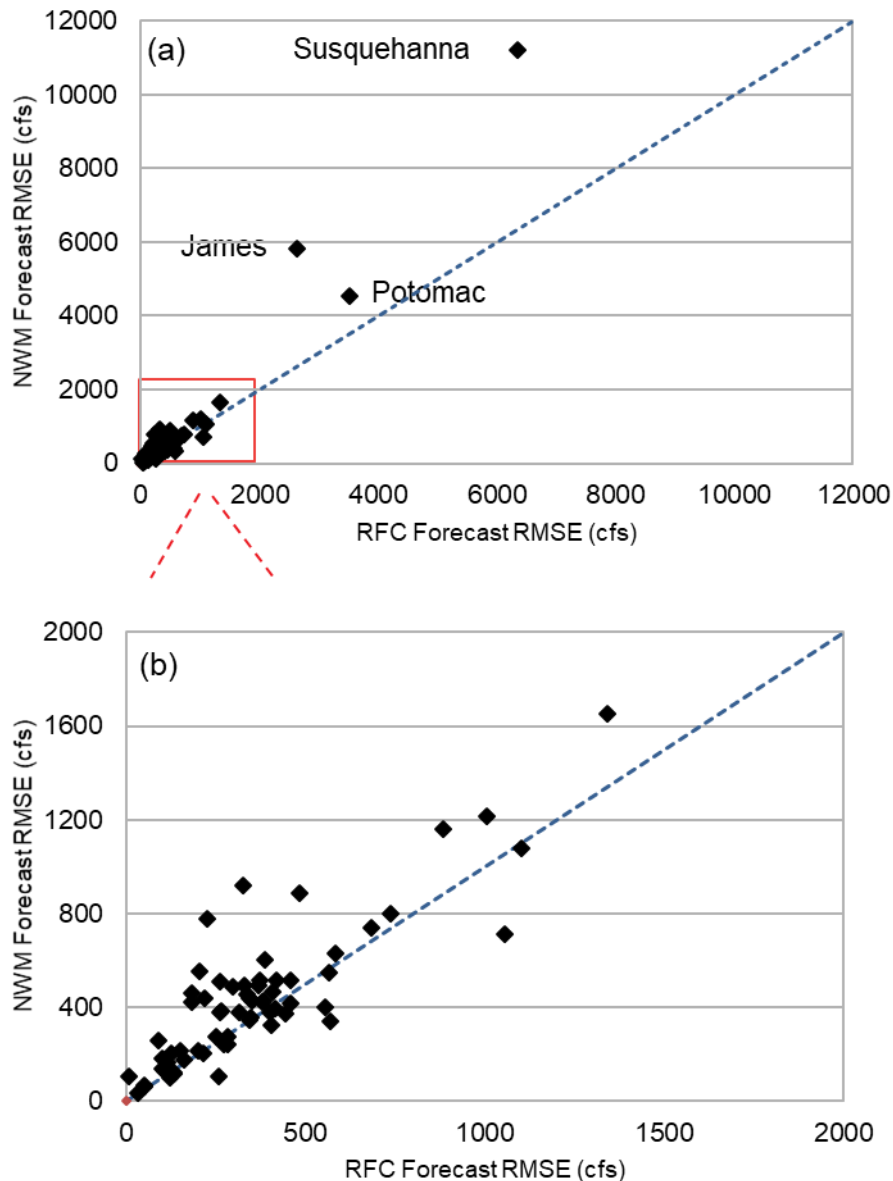 12000
(a)
Susquehanna
10000
8000
6000
James
Potomac
4000
2000
0
NWM Forecast RMSE (cfs)
0 2000 4000 6000 8000 10000 12000
RFC Forecast RMSE (cfs)
2000
(b)
1600
1200
800
400
0
NWM Forecast RMSE (cfs)
0 500 1000 1500 2000
RFC Forecast RMSE (cfs)